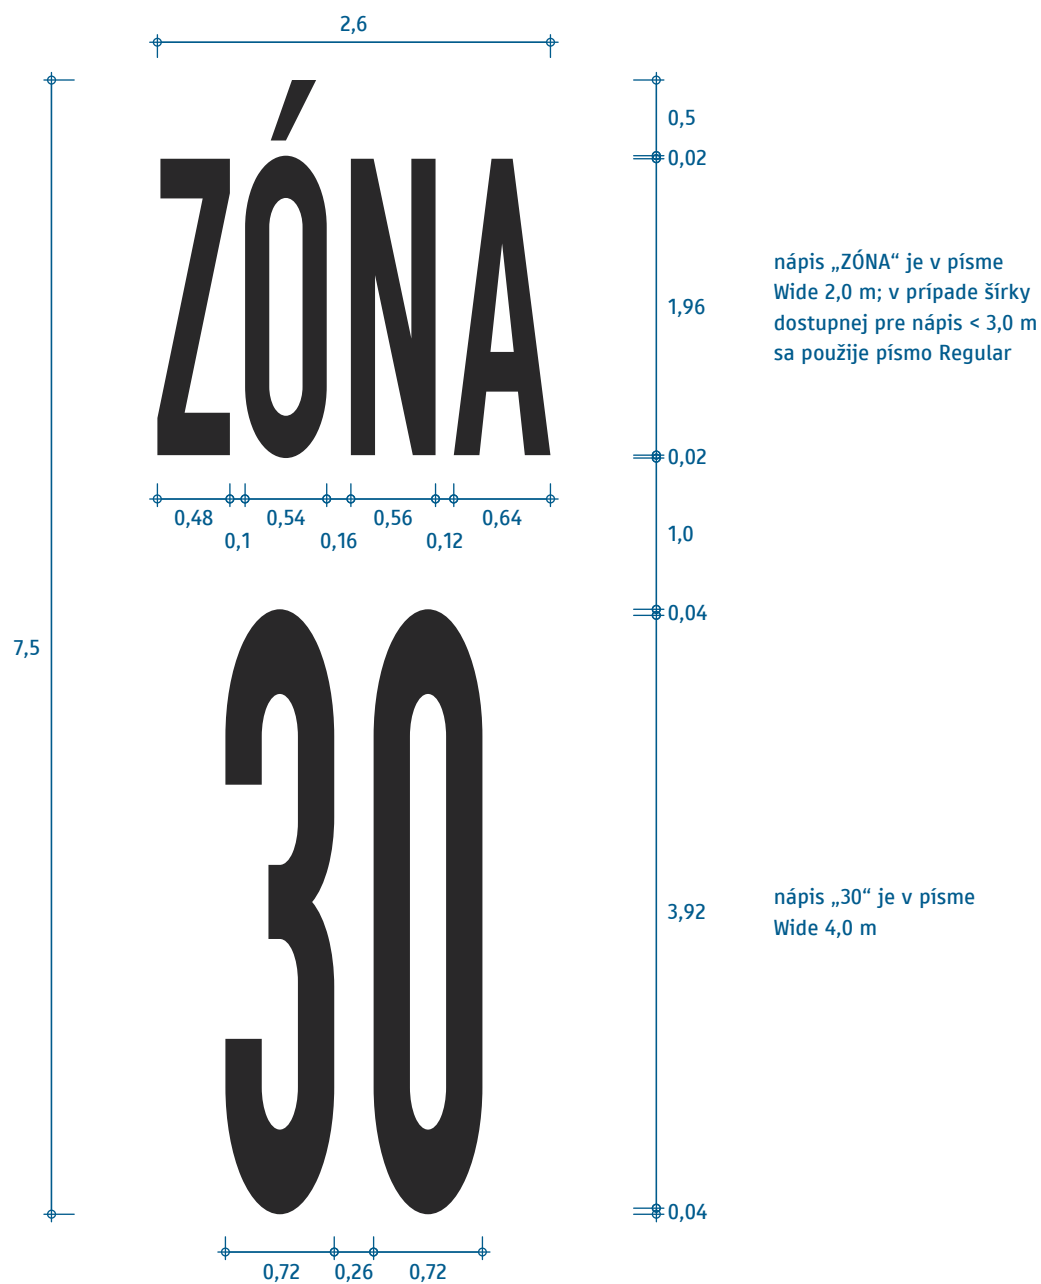 2,6
0,5
0,02
ZÓNA
1,96
nápis „ZÓNA“ je v písme
Wide 2,0 m; v prípade šírky
dostupnej pre nápis < 3,0 m
sa použije písmo Regular
0,02
0,48 0,54 0,56 0,64
0,1 0,16 0,12
1,0
0,04
7,5
30
3,92
nápis „30“ je v písme
Wide 4,0 m
0,04
0,72 0,26 0,72